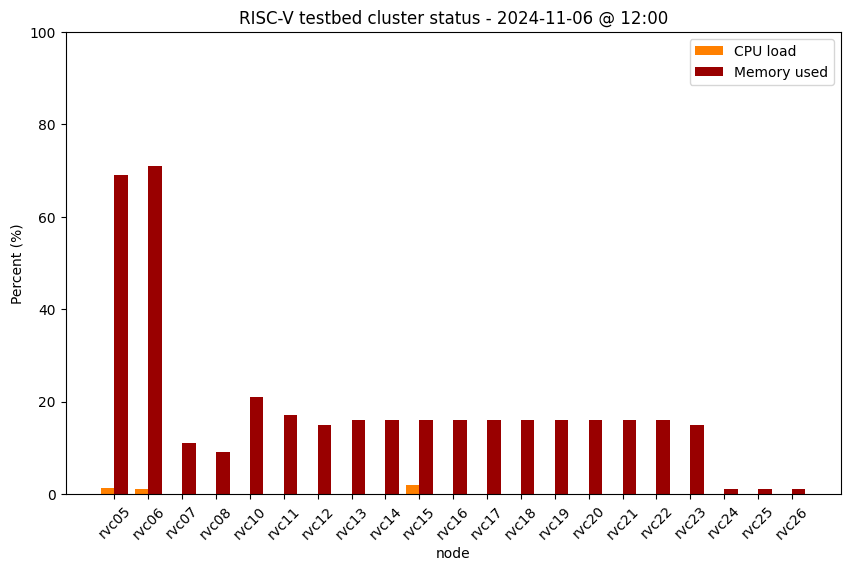 RISC-V testbed cluster status - 2024-11-06 @ 12:00
CPU load
Memory used
Percent (%)
100
80
60
40
20
0
rvc05 rvc06 rvc07 rvc08 rvc10 rvc11 rvc12 rvc13 rvc14 rvc15 rvc16 rvc17 rvc18 rvc19 rvc20 rvc21 rvc22 rvc23 rvc24 rvc25 rvc26
node